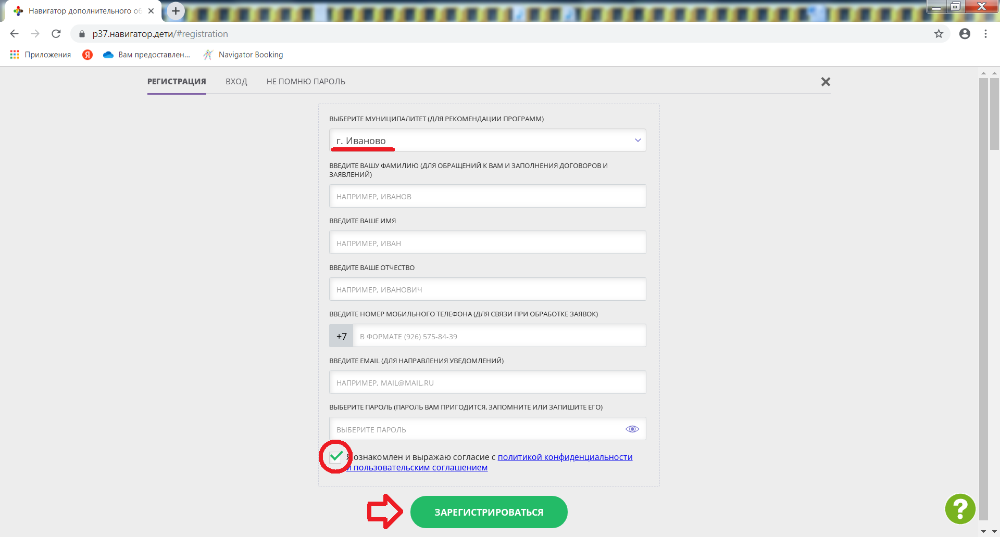 Навигатор дополнительного об
р37.навигатор.дети/#registration
Приложения
Я
Вам предоставлен...
Navigator Booking
РЕГИСТРАЦИЯ ВХОД НЕ ПОМНЮ ПАРОЛЬ
ВЫБЕРИТЕ МУНИЦИПАЛИТЕТ (ДЛЯ РЕКОМЕНДАЦИИ ПРОГРАММ)
г. Иваново
ВВЕДИТЕ ВАШУ ФАМИЛИЮ (ДЛЯ ОБРАЩЕНИЙ К ВАМ И ЗАПОЛНЕНИЯ ДОГОВОРОВ И
ЗАЯВЛЕНИЙ)
НАПРИМЕР, ИВАНОВ
ВВЕДИТЕ ВАШЕ ИМЯ
НАПРИМЕР, ИВАН
ВВЕДИТЕ ВАШЕ ОТЧЕСТВО
НАПРИМЕР, ИВАНОВИЧ
ВВЕДИТЕ НОМЕР МОБИЛЬНОГО ТЕЛЕФОНА (ДЛЯ СВЯЗИ ПРИ ОБРАБОТКЕ ЗАЯВОК)
+7 В ФОРМАТЕ (926) 575-84-39
ВВЕДИТЕ EMAIL (ДЛЯ НАПРАВЛЕНИЯ УВЕДОМЛЕНИЙ)
НАПРИМЕР, MAIL@MAIL.RU
ВЫБЕРИТЕ ПАРОЛЬ (ПАРОЛЬ ВАМ ПРИГОДИТСЯ, ЗАПОМНИТЕ ИЛИ ЗАПИШИТЕ ЕГО)
ВЫБЕРИТЕ ПАРОЛЬ
Я ознакомлен и выражаю согласие с политикой конфиденциальности
и пользовательским соглашением
ЗАРЕГИСТРИРОВАТЬСЯ
?